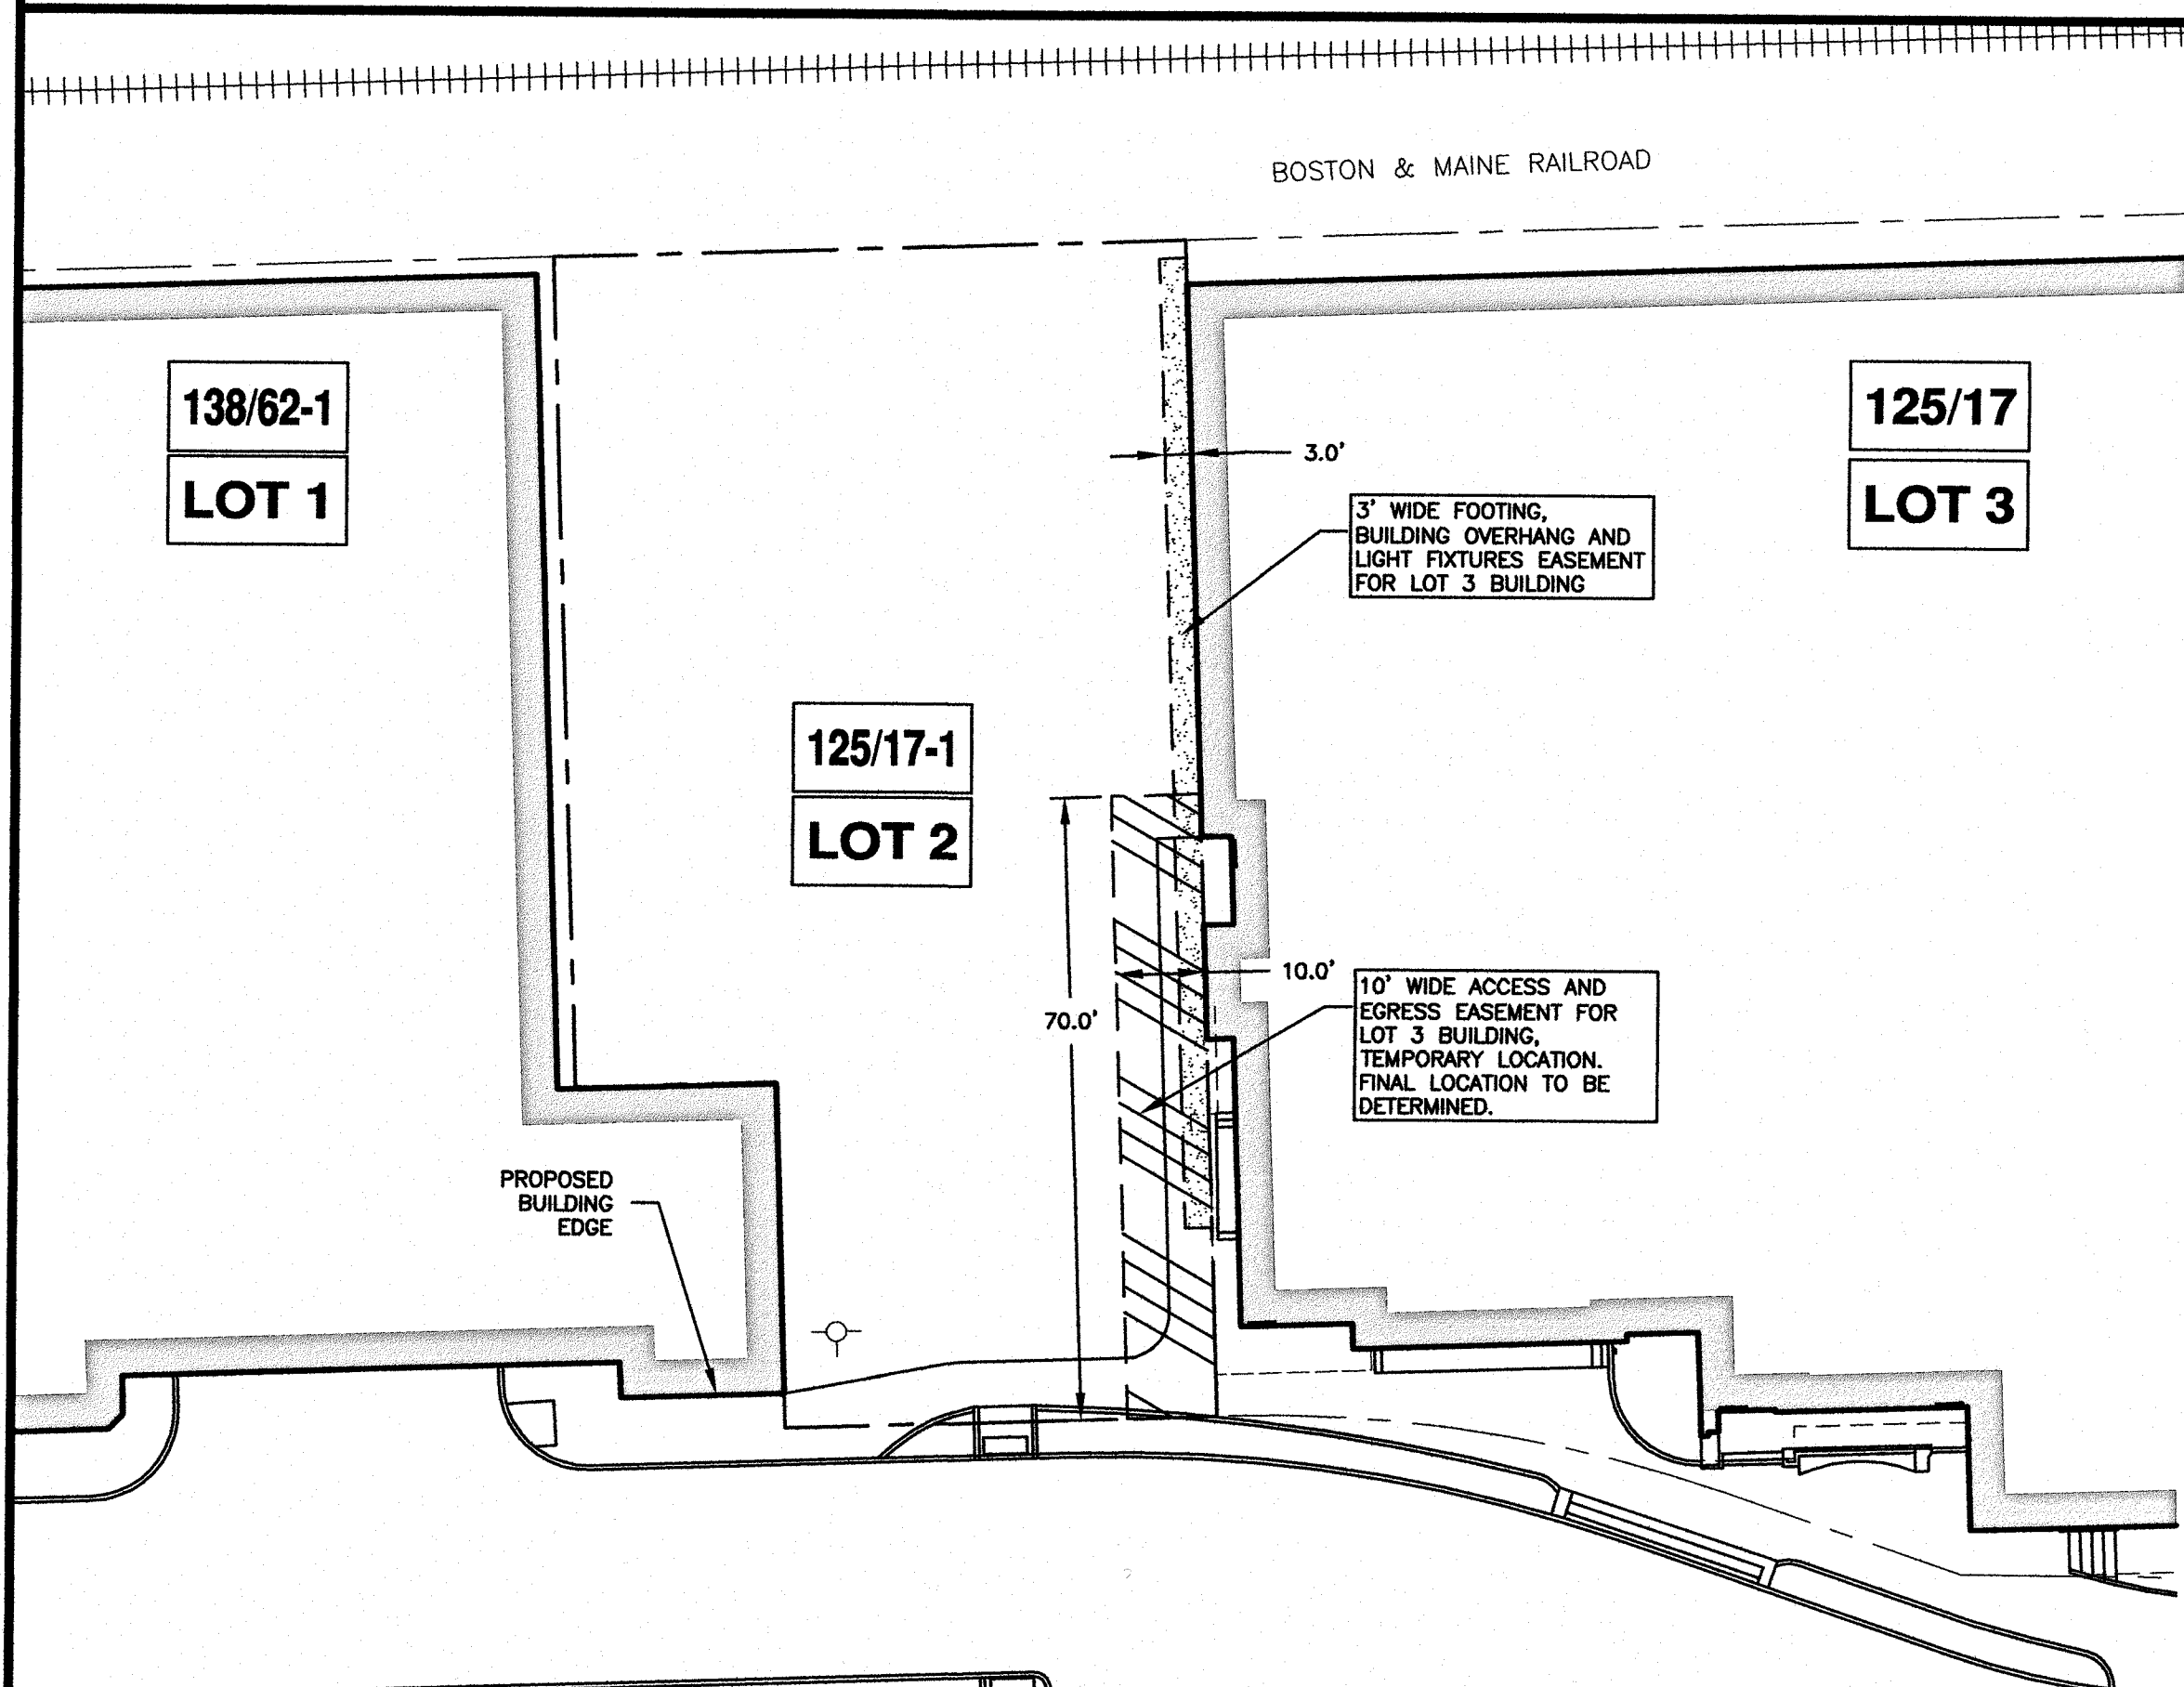 BOSTON & MAINE RAILROAD
138/62-1
LOT 1
125/17
LOT 3
3.0'
3' WIDE FOOTING,
BUILDING OVERHANG AND
LIGHT FIXTURES EASEMENT
FOR LOT 3 BUILDING
125/17-1
LOT 2
10.0'
70.0'
10' WIDE ACCESS AND
EGRESS EASEMENT FOR
LOT 3 BUILDING,
TEMPORARY LOCATION.
FINAL LOCATION TO BE
DETERMINED.
PROPOSED
BUILDING
EDGE